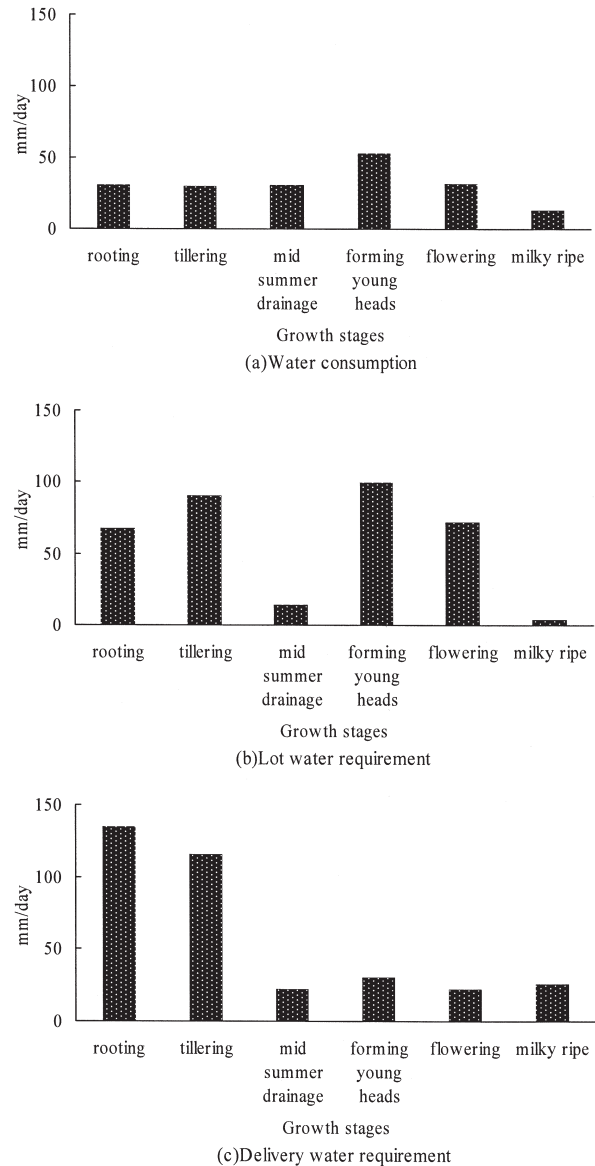 150
100
50
0
mm/day
rooting tillering mid forming flowering milky ripe
summer young
drainage heads
Growth stages
(a)Water consumption
150
100
50
0
mm/day
rooting tillering mid forming flowering milky ripe
summer young
drainage heads
Growth stages
(b)Lot water requirement
150
100
50
0
mm/day
rooting tillering mid forming flowering milky ripe
summer young
drainage heads
Growth stages
(c)Delivery water requirement